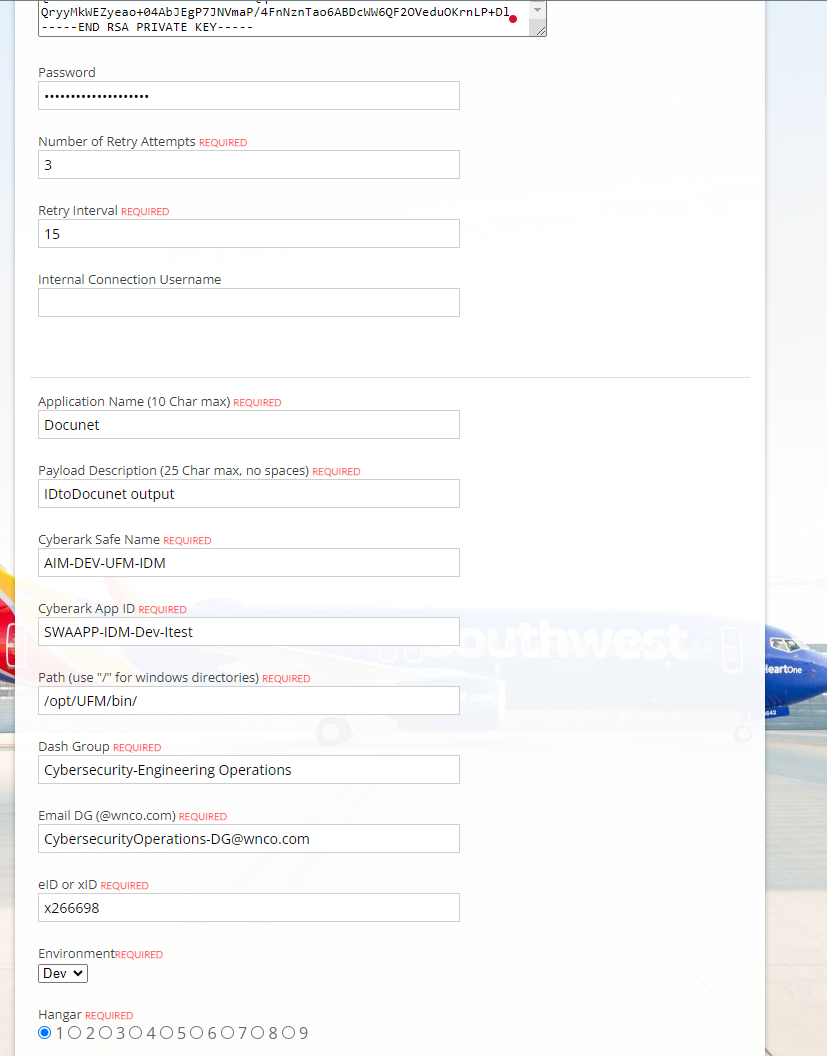 -----END RSA PRIVATE KEY-----
Password
••••••••••••••••••••
Number of Retry Attempts REQUIRED
3
Retry Interval REQUIRED
15
Internal Connection Username
Application Name (10 Char max) REQUIRED
Docunet
Payload Description (25 Char max, no spaces) REQUIRED
IDtoDocunet output
Cyberark Safe Name REQUIRED
AIM-DEV-UFM-IDM
Cyberark App ID REQUIRED
SWAAPP-IDM-Dev-Itest
Southwest
Path (use "/" for windows directories) REQUIRED
HeartOne
/opt/UFM/bin/
Dash Group REQUIRED
Cybersecurity-Engineering Operations
Email DG (@wnco.com) REQUIRED
CybersecurityOperations-DG@wnco.com
eID or xID REQUIRED
x266698
EnvironmentREQUIRED
Dev
Hangar REQUIRED
1 2 3 4 5 6 7 8 9